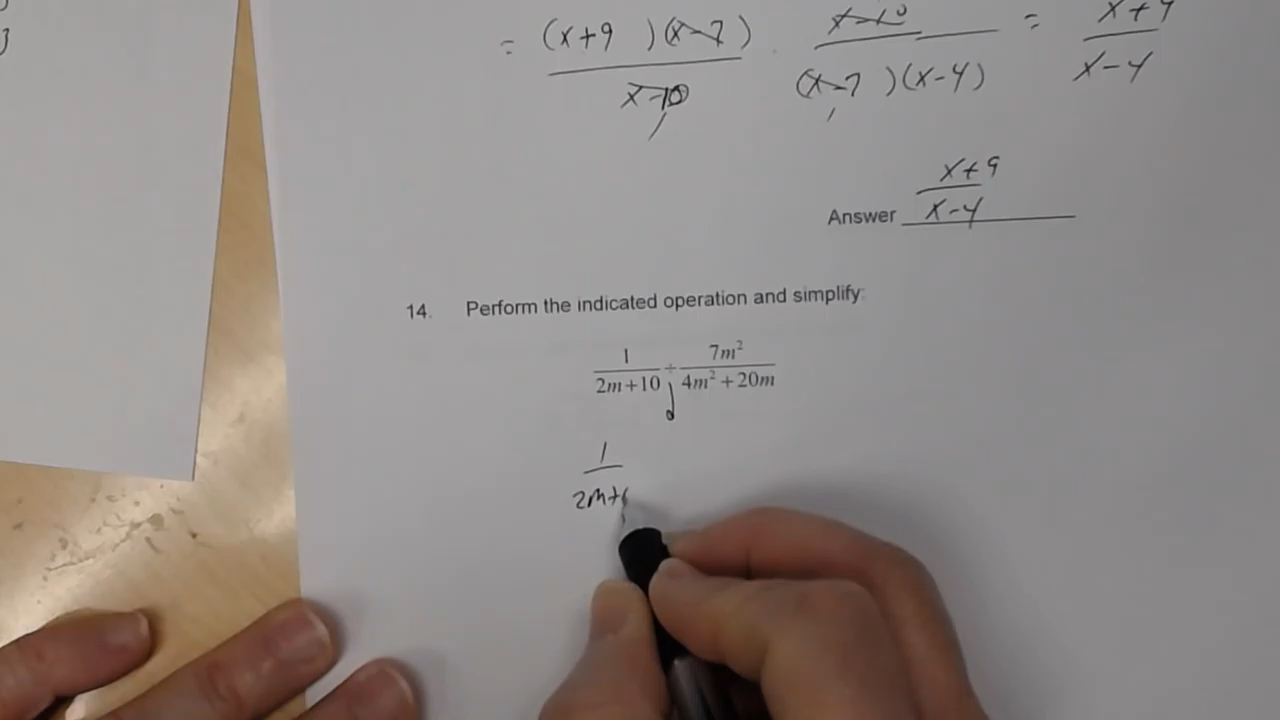 = (x+9)(x-7) / x-10 · x-10 / (x-7)(x-4) = x+9 / x-4
x+9
Answer x-4
14. Perform the indicated operation and simplify:
1 / 2m+10 ÷ 7m² / 4m²+20m
1
2m+